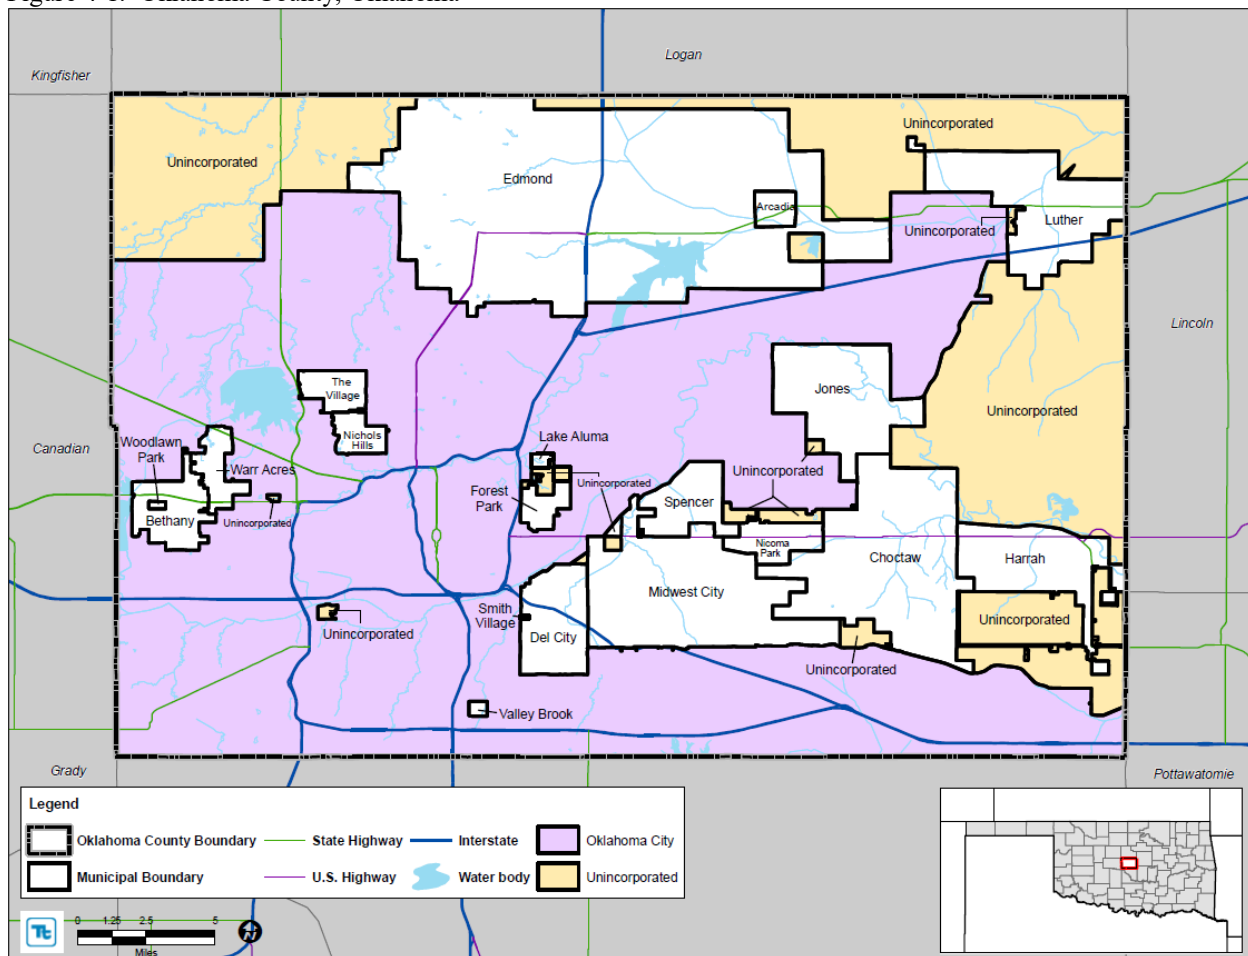 Logan
Kingfisher
Unincorporated
Unincorporated
Edmond
Arcadia
Luther
Unincorporated
Lincoln
The
Village
Jones
Unincorporated
Nichols
Hills
Canadian
Woodlawn
Park
Lake Aluma
Warr Acres
Unincorporated
Unincorporated
Forest
Park
Spencer
Bethany
Unincorporated
Nicoma
Park
Choctaw
Harrah
Midwest City
Smith
Village
Unincorporated
Unincorporated
Del City
Unincorporated
Valley Brook
Grady
Pottawatomie
Legend
Oklahoma County Boundary
State Highway
Interstate
Oklahoma City
Municipal Boundary
U.S. Highway
Water body
Unincorporated
Tt
0 1.25 2.5 5
Miles
N